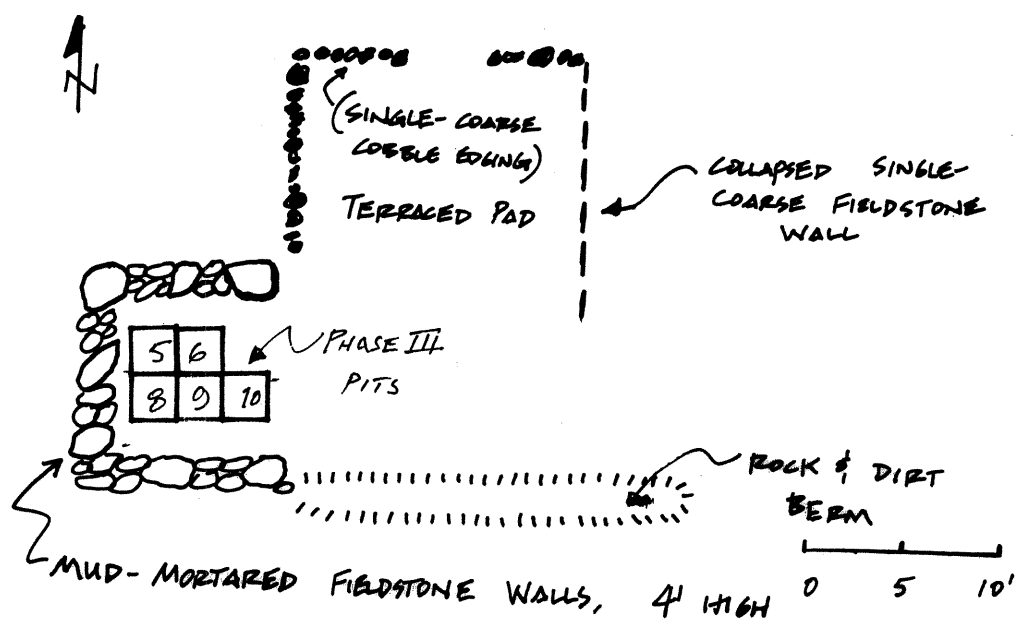 N
(SINGLE-COARSE
COBBLE EDGING)
COLLAPSED SINGLE-
COARSE FIELDSTONE
WALL
TERRACED PAD
PHASE III
PITS
5 6
8 9 10
ROCK & DIRT
BERM
MUD-MORTARED FIELDSTONE WALLS, 4' HIGH
0 5 10'